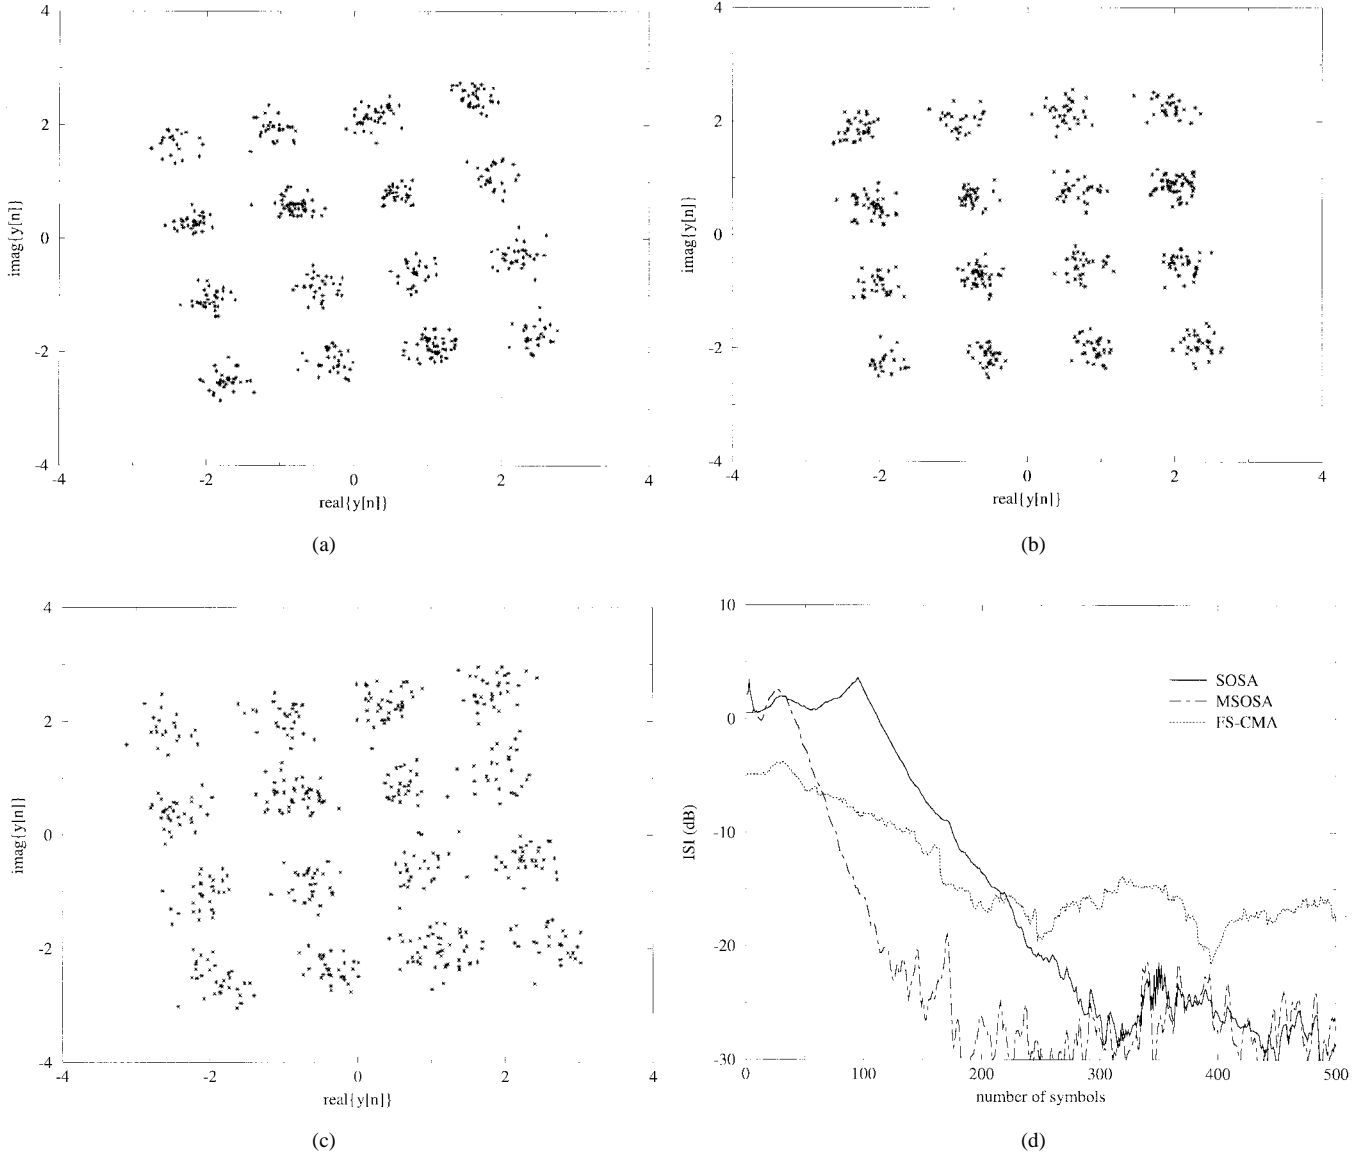 4
2
0
-2
-4
imag{y[n]}
-4
-2
0
2
4
real{y[n]}
(a)
4
2
0
-2
-4
imag{y[n]}
-4
-2
0
2
4
real{y[n]}
(b)
4
2
0
-2
-4
imag{y[n]}
-4
-2
0
2
4
real{y[n]}
(c)
10
0
-10
-20
-30
ISI (dB)
SOSA
MSOSA
FS-CMA
0
100
200
300
400
500
number of symbols
(d)